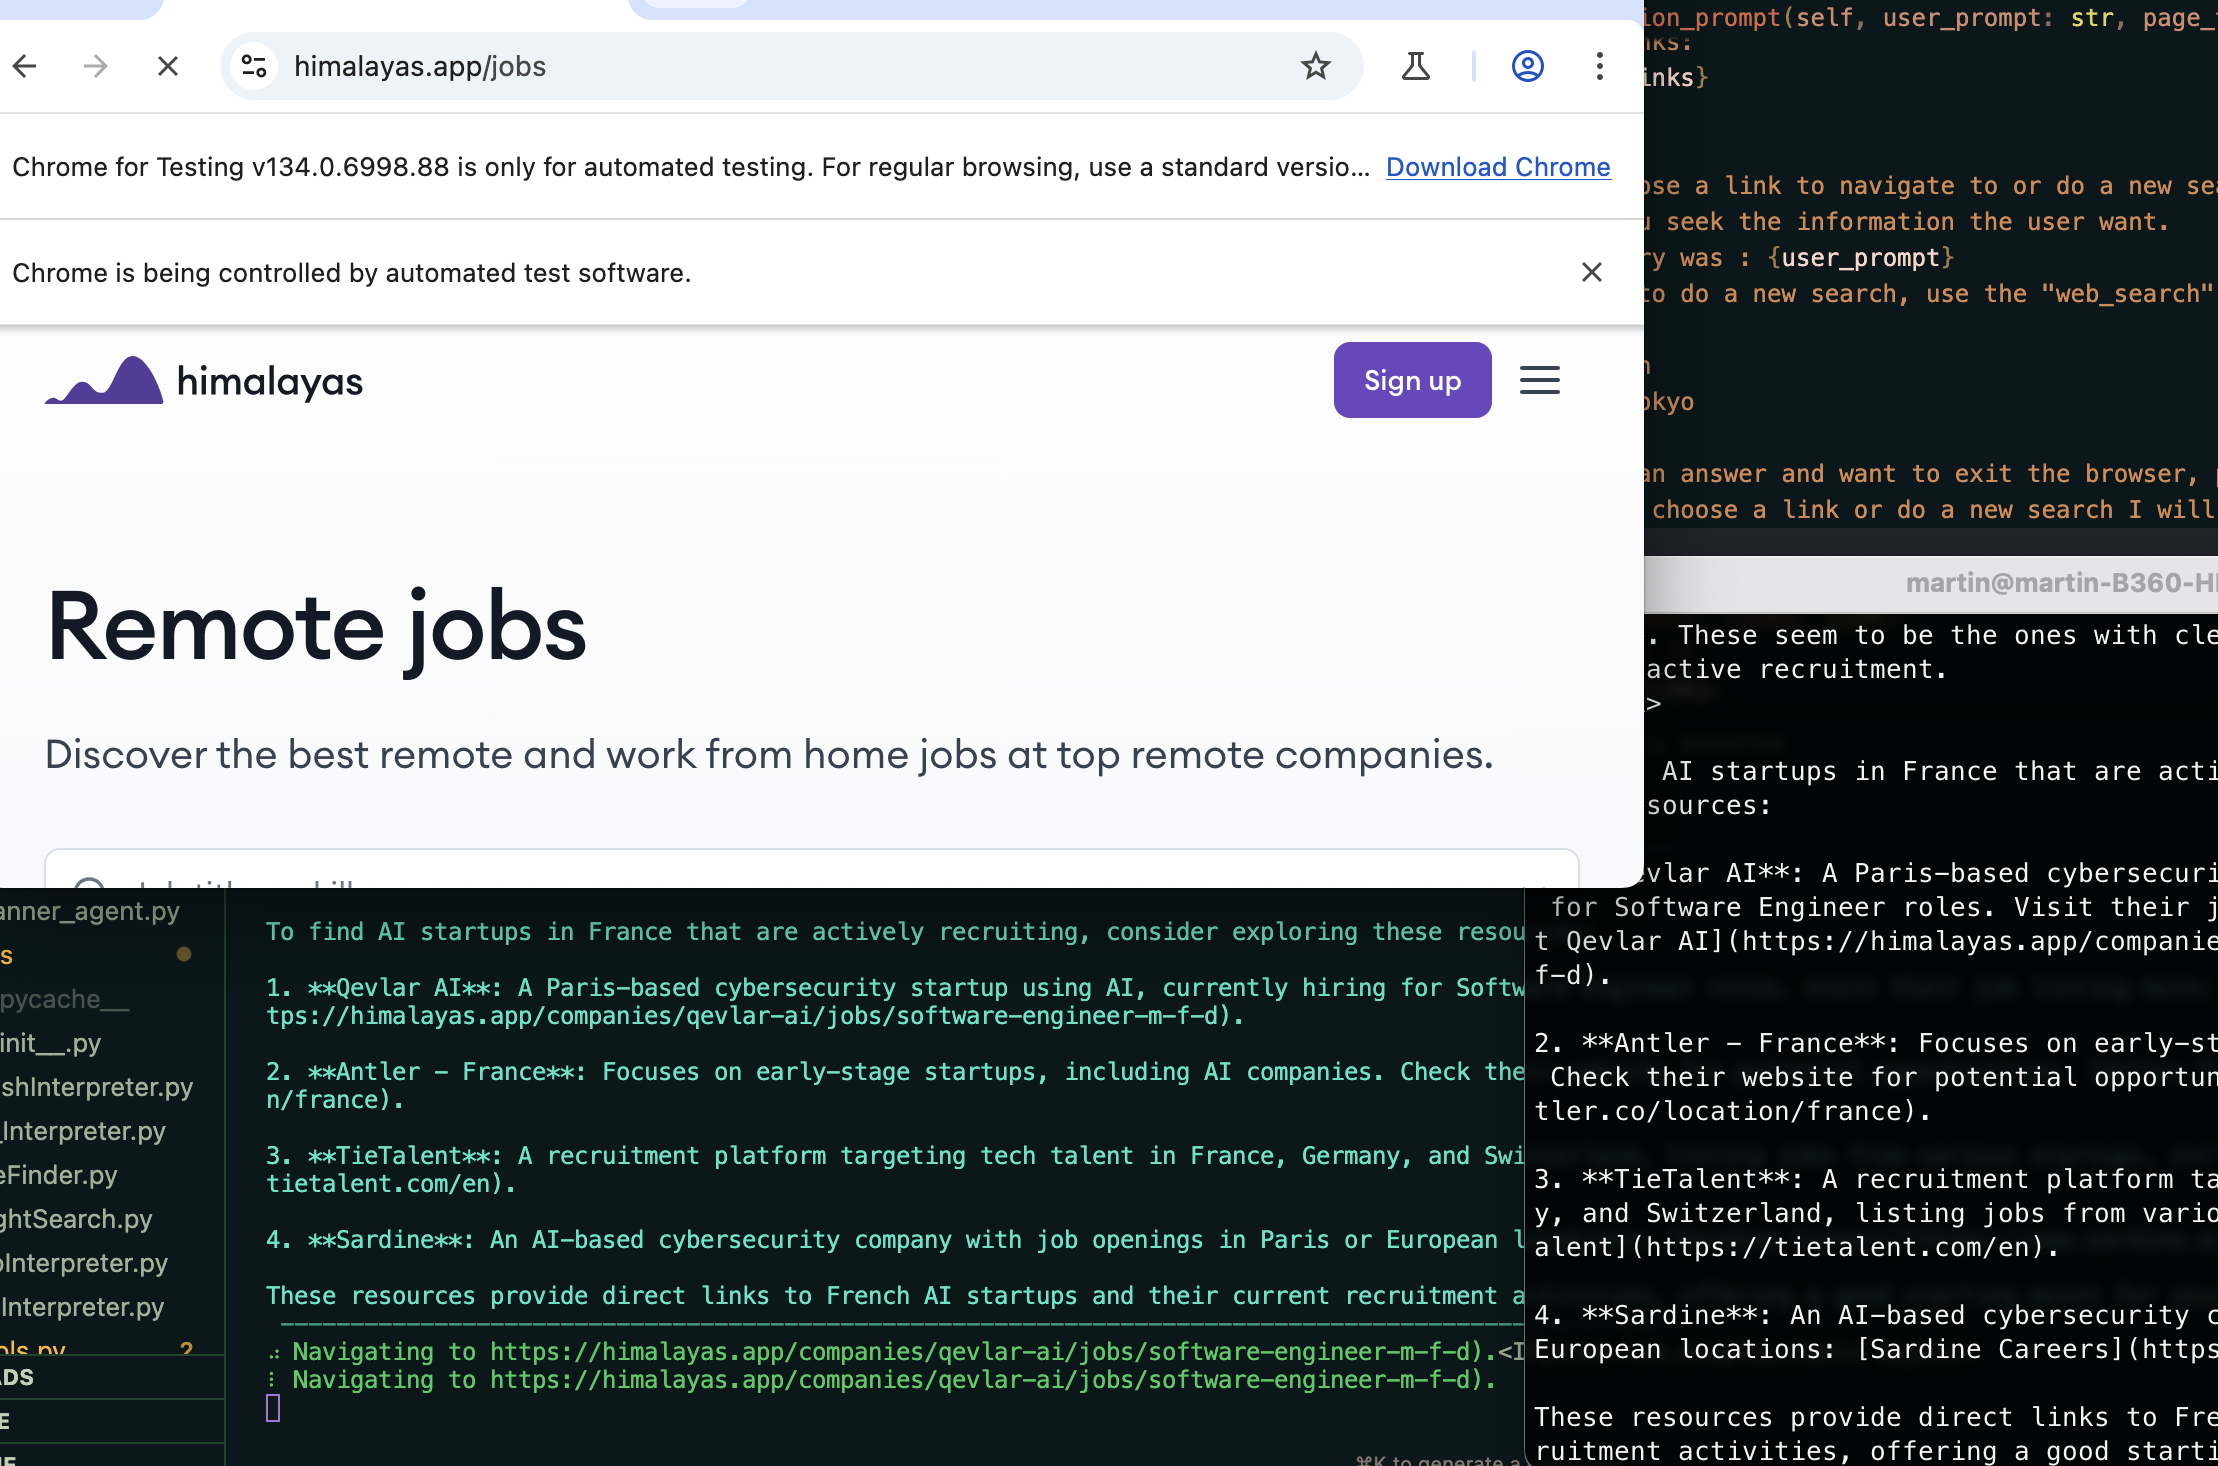 himalayas.app/jobs
Chrome for Testing v134.0.6998.88 is only for automated testing. For regular browsing, use a standard versio... Download Chrome
Chrome is being controlled by automated test software.
himalayas
Sign up
Remote jobs
Discover the best remote and work from home jobs at top remote companies.
ion_prompt(self, user_prompt: str, page_
nks:
inks}
ose a link to navigate to or do a new sea
u seek the information the user want.
ry was : {user_prompt}
to do a new search, use the "web_search"
n
okyo
an answer and want to exit the browser,
choose a link or do a new search I will
martin@martin-B360-H
. These seem to be the ones with cle
active recruitment.
>
AI startups in France that are acti
sources:
evlar AI**: A Paris-based cybersecuri
for Software Engineer roles. Visit their j
t Qevlar AI](https://himalayas.app/companie
f-d).
2. **Antler – France**: Focuses on early-st
Check their website for potential opportun
tler.co/location/france).
3. **TieTalent**: A recruitment platform ta
y, and Switzerland, listing jobs from vario
alent](https://tietalent.com/en).
4. **Sardine**: An AI-based cybersecurity c
European locations: [Sardine Careers](https
These resources provide direct links to Fre
ruitment activities, offering a good starti
anner_agent.py
s
pycache__
init__.py
shInterpreter.py
_Interpreter.py
eFinder.py
ghtSearch.py
oInterpreter.py
Interpreter.py
ols.py 2
ADS
E
To find AI startups in France that are actively recruiting, consider exploring these resou
1. **Qevlar AI**: A Paris-based cybersecurity startup using AI, currently hiring for Softw
tps://himalayas.app/companies/qevlar-ai/jobs/software-engineer-m-f-d).
2. **Antler – France**: Focuses on early-stage startups, including AI companies. Check the
n/france).
3. **TieTalent**: A recruitment platform targeting tech talent in France, Germany, and Swi
tietalent.com/en).
4. **Sardine**: An AI-based cybersecurity company with job openings in Paris or European l
These resources provide direct links to French AI startups and their current recruitment a
Navigating to https://himalayas.app/companies/qevlar-ai/jobs/software-engineer-m-f-d).<I
Navigating to https://himalayas.app/companies/qevlar-ai/jobs/software-engineer-m-f-d).
⌘K to generate a